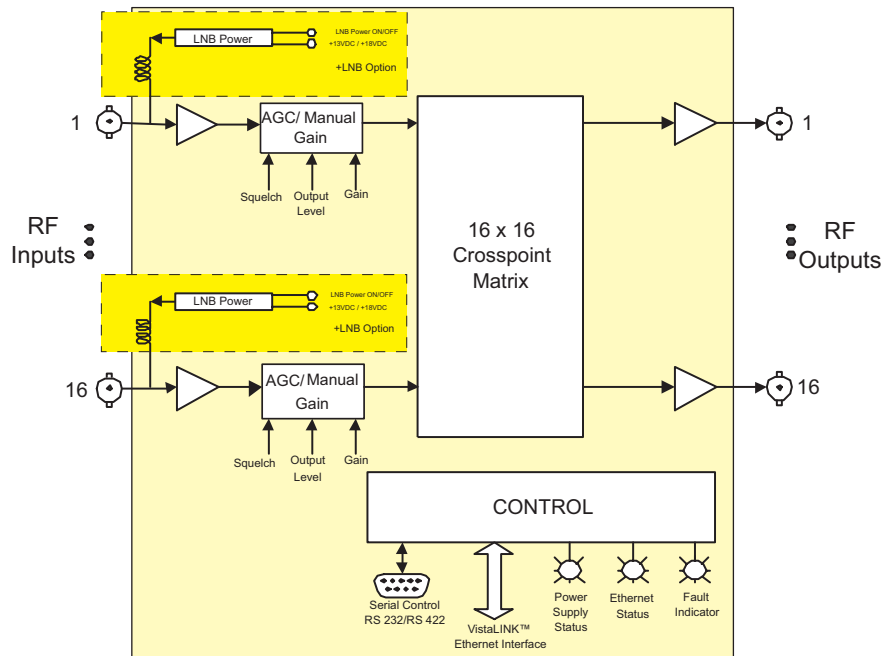 LNB Power
LNB Power ON/OFF
+13VDC / +18VDC
+LNB Option
1
AGC/ Manual
Gain
Squelch
Output
Level
Gain
16 x 16
Crosspoint
Matrix
1
RF
Inputs
RF
Outputs
LNB Power
LNB Power ON/OFF
+13VDC / +18VDC
+LNB Option
16
AGC/ Manual
Gain
Squelch
Output
Level
Gain
16
CONTROL
Serial Control
RS 232/RS 422
VistaLINK™
Ethernet Interface
Power
Supply
Status
Ethernet
Status
Fault
Indicator